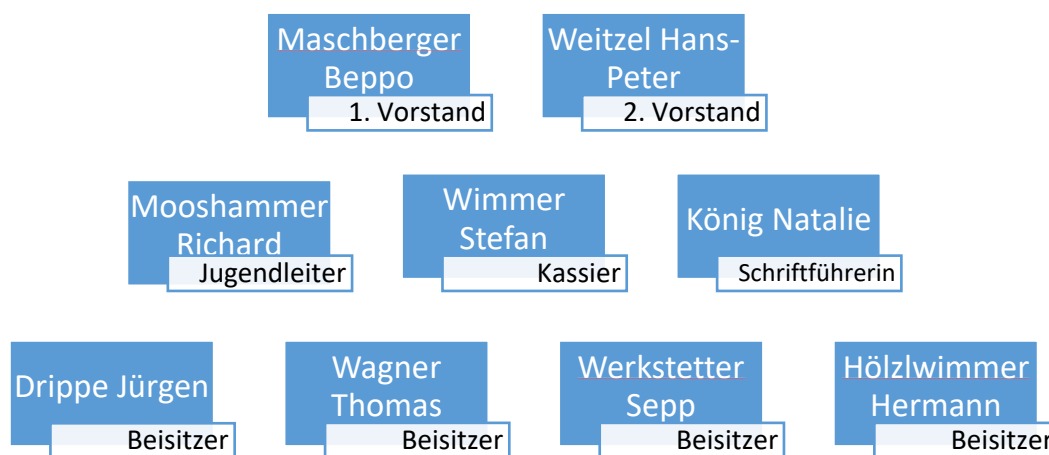 Maschberger
Beppo
1. Vorstand
Weitzel Hans-
Peter
2. Vorstand
Mooshammer
Richard
Jugendleiter
Wimmer
Stefan
Kassier
König Natalie
Schriftführerin
Drippe Jürgen
Beisitzer
Wagner
Thomas
Beisitzer
Werkstetter
Sepp
Beisitzer
Hölzlwimmer
Hermann
Beisitzer